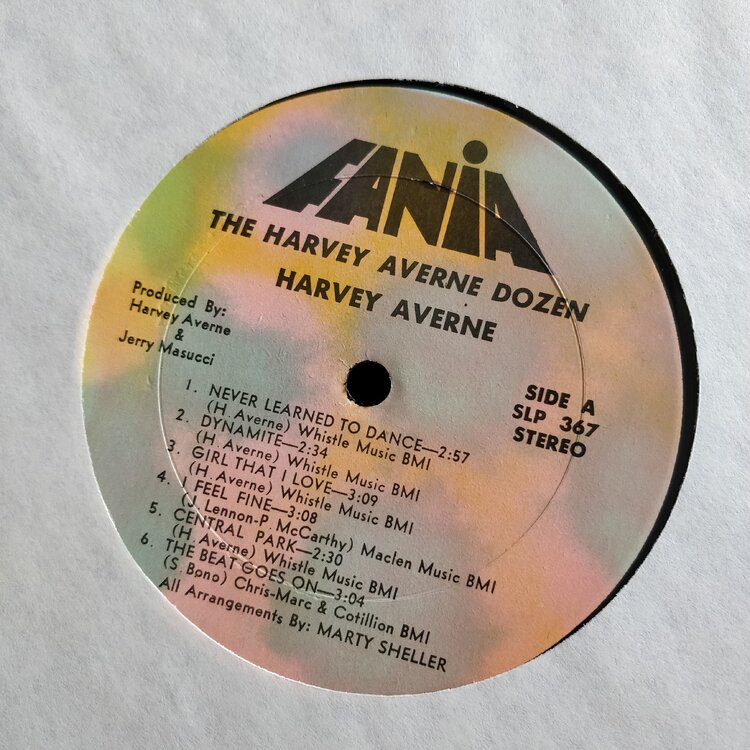 FANIA
THE HARVEY AVERNE DOZEN
HARVEY AVERNE
Produced By:
Harvey Averne
&
Jerry Masucci
SIDE A
SLP 367
STEREO
1. NEVER LEARNED TO DANCE—2:57
(H. Averne) Whistle Music BMI
2. DYNAMITE—2:34
(H. Averne) Whistle Music BMI
3. GIRL THAT I LOVE—3:09
(H. Averne) Whistle Music BMI
4. I FEEL FINE—3:08
(J. Lennon-P. McCarthy) Maclen Music BMI
5. CENTRAL PARK—2:30
(H. Averne) Whistle Music BMI
6. THE BEAT GOES ON—3:04
(S. Bono) Chris-Marc & Cotillion BMI
All Arrangements By: MARTY SHELLER